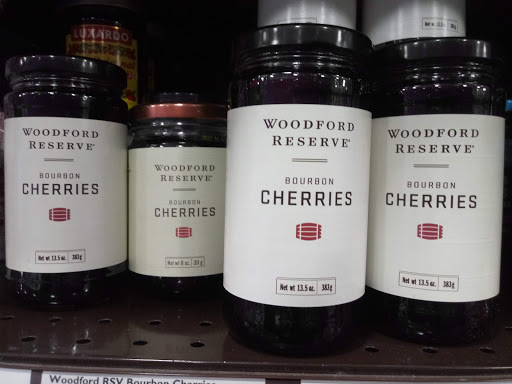 LUXARDO
WOODFORD
RESERVE
BOURBON
CHERRIES
Net wt 13.5 oz. 383g
WOODFORD
RESERVE
BOURBON
CHERRIES
WOODFORD
RESERVE
BOURBON
CHERRIES
Net wt 13.5 oz. 383g
WOODFORD
RESERVE
BOURBON
CHERRIES
Net wt 13.5 oz. 383g
Woodford RSV Bourbon Cherries